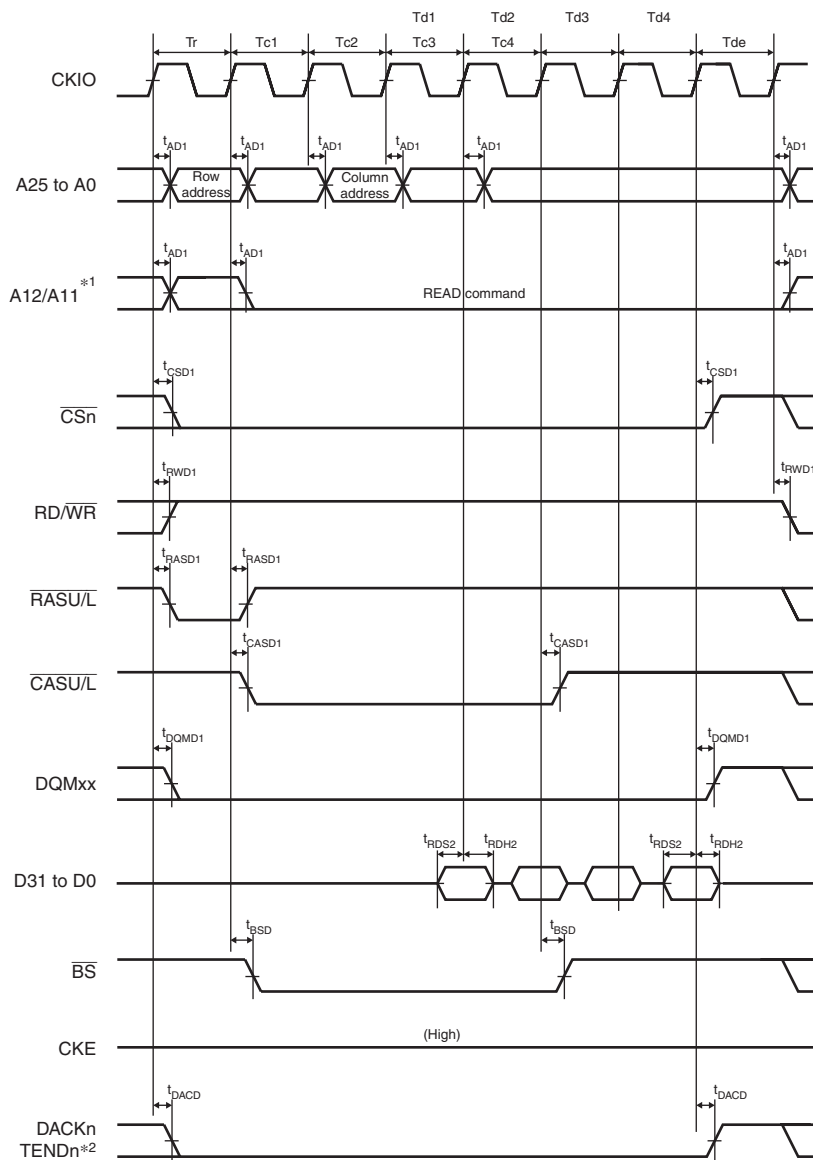 Td1 Td2 Td3 Td4
Tr Tc1 Tc2 Tc3 Tc4 Tde
CKIO
tAD1 tAD1 tAD1 tAD1 tAD1 tAD1
A25 to A0
Row address
Column address
tAD1 tAD1 tAD1
A12/A11*1
READ command
tCSD1 tCSD1
CSn
tRWD1 tRWD1
RD/WR
tRASD1 tRASD1
RASU/L
tCASD1 tCASD1
CASU/L
tDQMD1 tDQMD1
DQMxx
tRDS2 tRDH2 tRDS2 tRDH2
D31 to D0
tBSD tBSD
BS
(High)
CKE
tDACD tDACD
DACKn
TENDn*2